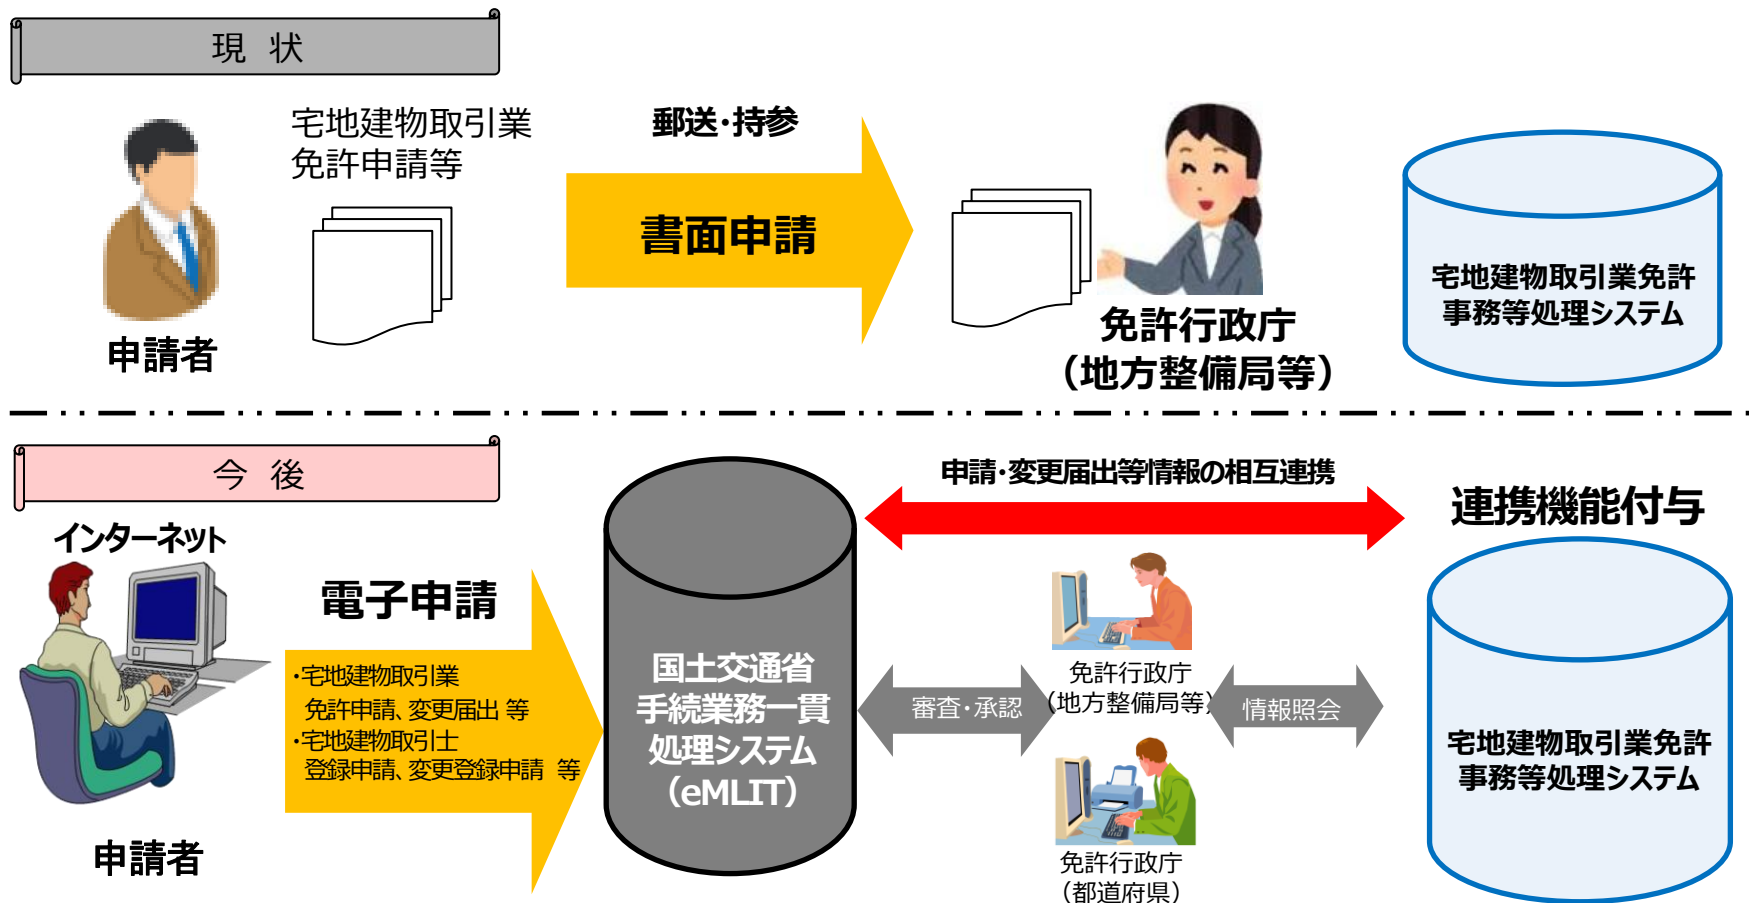 現 状
宅地建物取引業
免許申請等
申請者
郵送・持参
書面申請
免許行政庁
（地方整備局等）
宅地建物取引業免許
事務等処理システム
今 後
インターネット
申請者
電子申請
・宅地建物取引業
免許申請、変更届出 等
・宅地建物取引士
登録申請、変更登録申請 等
国土交通省
手続業務一貫
処理システム
（eMLIT）
申請・変更届出等情報の相互連携
審査・承認
免許行政庁
（地方整備局等）
情報照会
免許行政庁
（都道府県）
連携機能付与
宅地建物取引業免許
事務等処理システム